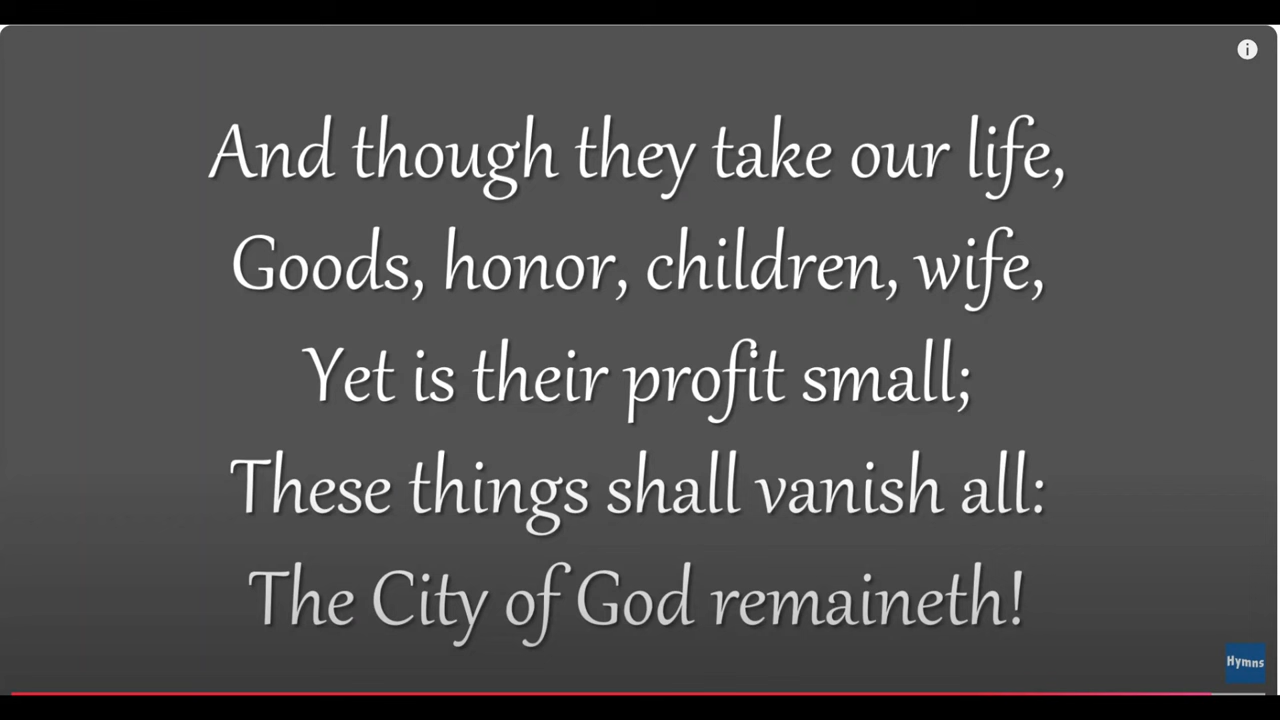 And though they take our life,
Goods, honor, children, wife,
Yet is their profit small;
These things shall vanish all:
The City of God remaineth!
Hymns